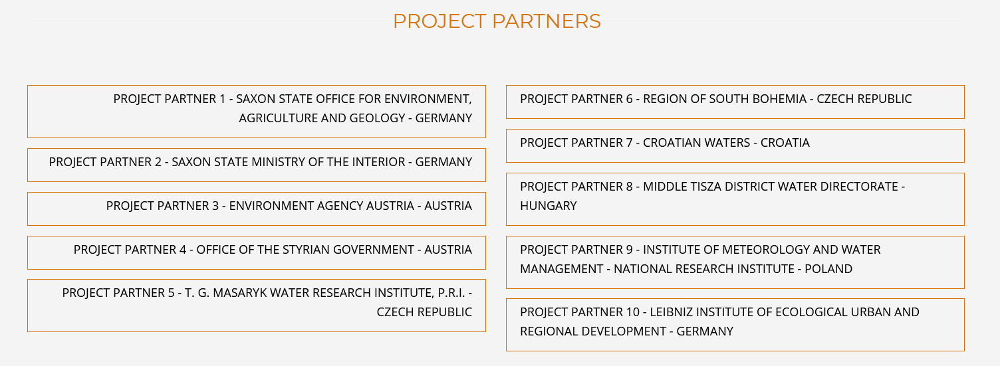 PROJECT PARTNERS
PROJECT PARTNER 1 - SAXON STATE OFFICE FOR ENVIRONMENT,
AGRICULTURE AND GEOLOGY - GERMANY
PROJECT PARTNER 2 - SAXON STATE MINISTRY OF THE INTERIOR - GERMANY
PROJECT PARTNER 3 - ENVIRONMENT AGENCY AUSTRIA - AUSTRIA
PROJECT PARTNER 4 - OFFICE OF THE STYRIAN GOVERNMENT - AUSTRIA
PROJECT PARTNER 5 - T. G. MASARYK WATER RESEARCH INSTITUTE, P.R.I. -
CZECH REPUBLIC
PROJECT PARTNER 6 - REGION OF SOUTH BOHEMIA - CZECH REPUBLIC
PROJECT PARTNER 7 - CROATIAN WATERS - CROATIA
PROJECT PARTNER 8 - MIDDLE TISZA DISTRICT WATER DIRECTORATE -
HUNGARY
PROJECT PARTNER 9 - INSTITUTE OF METEOROLOGY AND WATER
MANAGEMENT - NATIONAL RESEARCH INSTITUTE - POLAND
PROJECT PARTNER 10 - LEIBNIZ INSTITUTE OF ECOLOGICAL URBAN AND
REGIONAL DEVELOPMENT - GERMANY